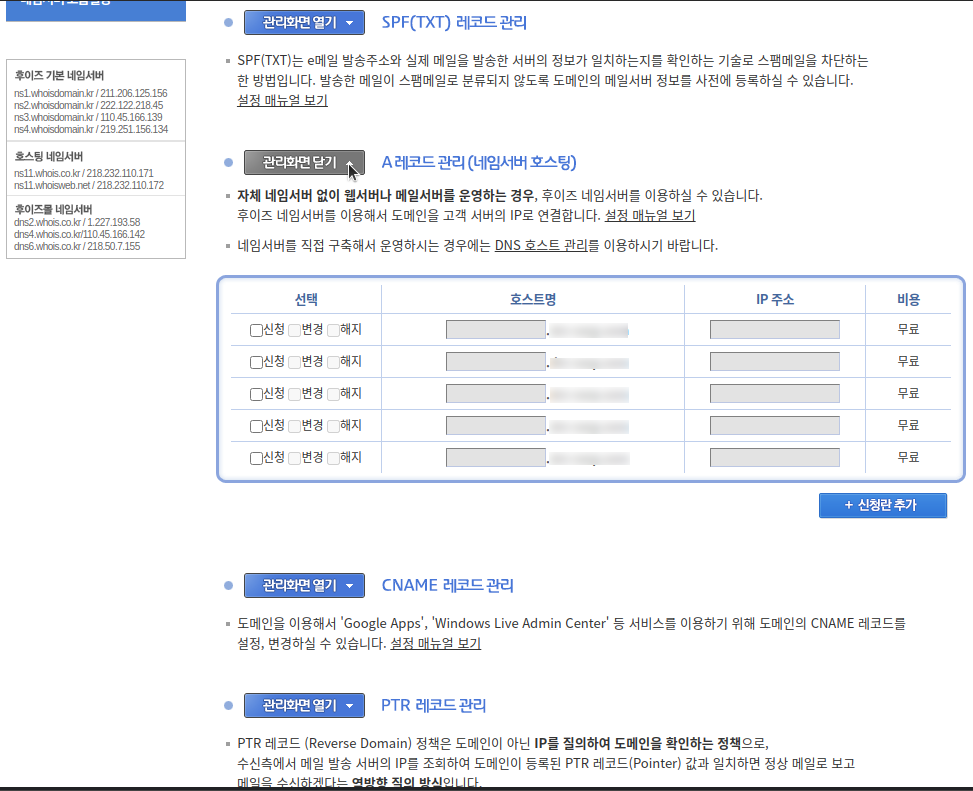 후이즈 기본 네임서버
ns1.whoisdomain.kr / 211.206.125.156
ns2.whoisdomain.kr / 222.122.218.45
ns3.whoisdomain.kr / 110.45.166.139
ns4.whoisdomain.kr / 219.251.156.134
호스팅 네임서버
ns11.whois.co.kr / 218.232.110.171
ns11.whoisweb.net / 218.232.110.172
후이즈몰 네임서버
dns2.whois.co.kr / 1.227.193.58
dns4.whois.co.kr/110.45.166.142
dns6.whois.co.kr / 218.50.7.155
관리화면 열기 SPF(TXT) 레코드 관리
SPF(TXT)는 e메일 발송주소와 실제 메일을 발송한 서버의 정보가 일치하는지를 확인하는 기술로 스팸메일을 차단하는
한 방법입니다. 발송한 메일이 스팸메일로 분류되지 않도록 도메인의 메일서버 정보를 사전에 등록하실 수 있습니다.
설정 매뉴얼 보기
관리화면 닫기 A 레코드 관리 (네임서버 호스팅)
자체 네임서버 없이 웹서버나 메일서버를 운영하는 경우, 후이즈 네임서버를 이용하실 수 있습니다.
후이즈 네임서버를 이용해서 도메인을 고객 서버의 IP로 연결합니다. 설정 매뉴얼 보기
네임서버를 직접 구축해서 운영하시는 경우에는 DNS 호스트 관리를 이용하시기 바랍니다.
선택 호스트명 IP 주소 비용
신청 변경 해지 . 무료
신청 변경 해지 . 무료
신청 변경 해지 . 무료
신청 변경 해지 . 무료
신청 변경 해지 . 무료
+ 신청란 추가
관리화면 열기 CNAME 레코드 관리
도메인을 이용해서 'Google Apps', 'Windows Live Admin Center' 등 서비스를 이용하기 위해 도메인의 CNAME 레코드를
설정, 변경하실 수 있습니다. 설정 매뉴얼 보기
관리화면 열기 PTR 레코드 관리
PTR 레코드 (Reverse Domain) 정책은 도메인이 아닌 IP를 질의하여 도메인을 확인하는 정책으로,
수신측에서 메일 발송 서버의 IP를 조회하여 도메인이 등록된 PTR 레코드(Pointer) 값과 일치하면 정상 메일로 보고
메일을 수신하겠다는 역방향 질의 방식입니다.